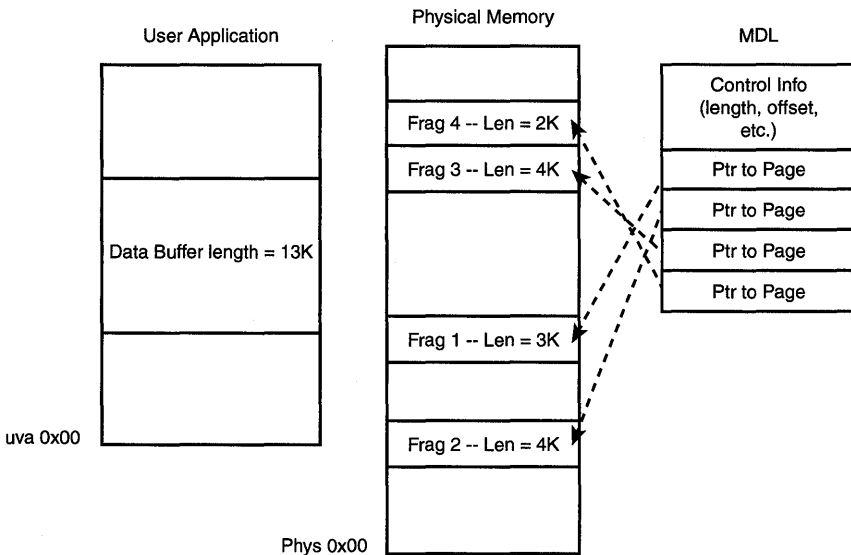 User Application
Data Buffer length = 13K
uva 0x00
Physical Memory
Frag 4 -- Len = 2K
Frag 3 -- Len = 4K
Frag 1 -- Len = 3K
Frag 2 -- Len = 4K
Phys 0x00
MDL
Control Info
(length, offset,
etc.)
Ptr to Page
Ptr to Page
Ptr to Page
Ptr to Page